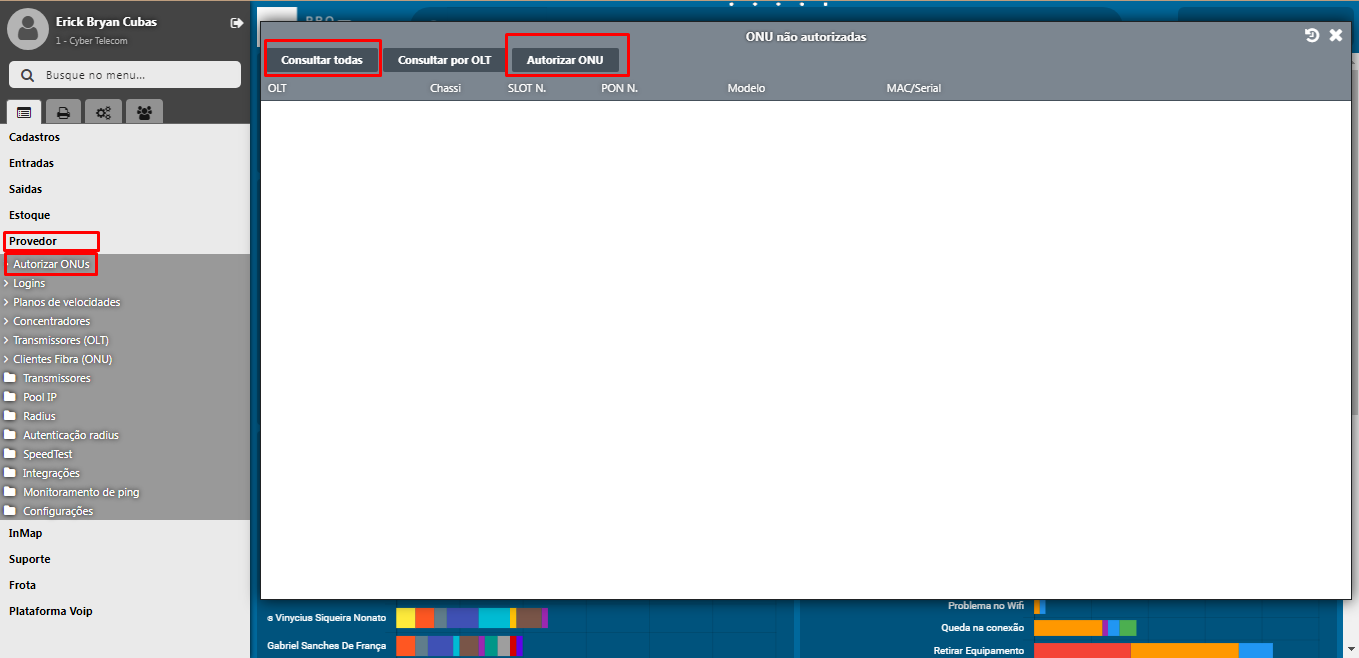 Erick Bryan Cubas
1 - Cyber Telecom
Busque no menu...
Cadastros
Entradas
Saidas
Estoque
Provedor
Autorizar ONUs
Logins
Planos de velocidades
Concentradores
Transmissores (OLT)
Clientes Fibra (ONU)
Transmissores
Pool IP
Radius
Autenticação radius
SpeedTest
Integrações
Monitoramento de ping
Configurações
InMap
Suporte
Frota
Plataforma Voip
ONU não autorizadas
Consultar todas Consultar por OLT Autorizar ONU
OLT Chassi SLOT N. PON N. Modelo MAC/Serial
s Vinycius Siqueira Nonato
Gabriel Sanches De França
Problema no Wifi
Queda na conexão
Retirar Equipamento